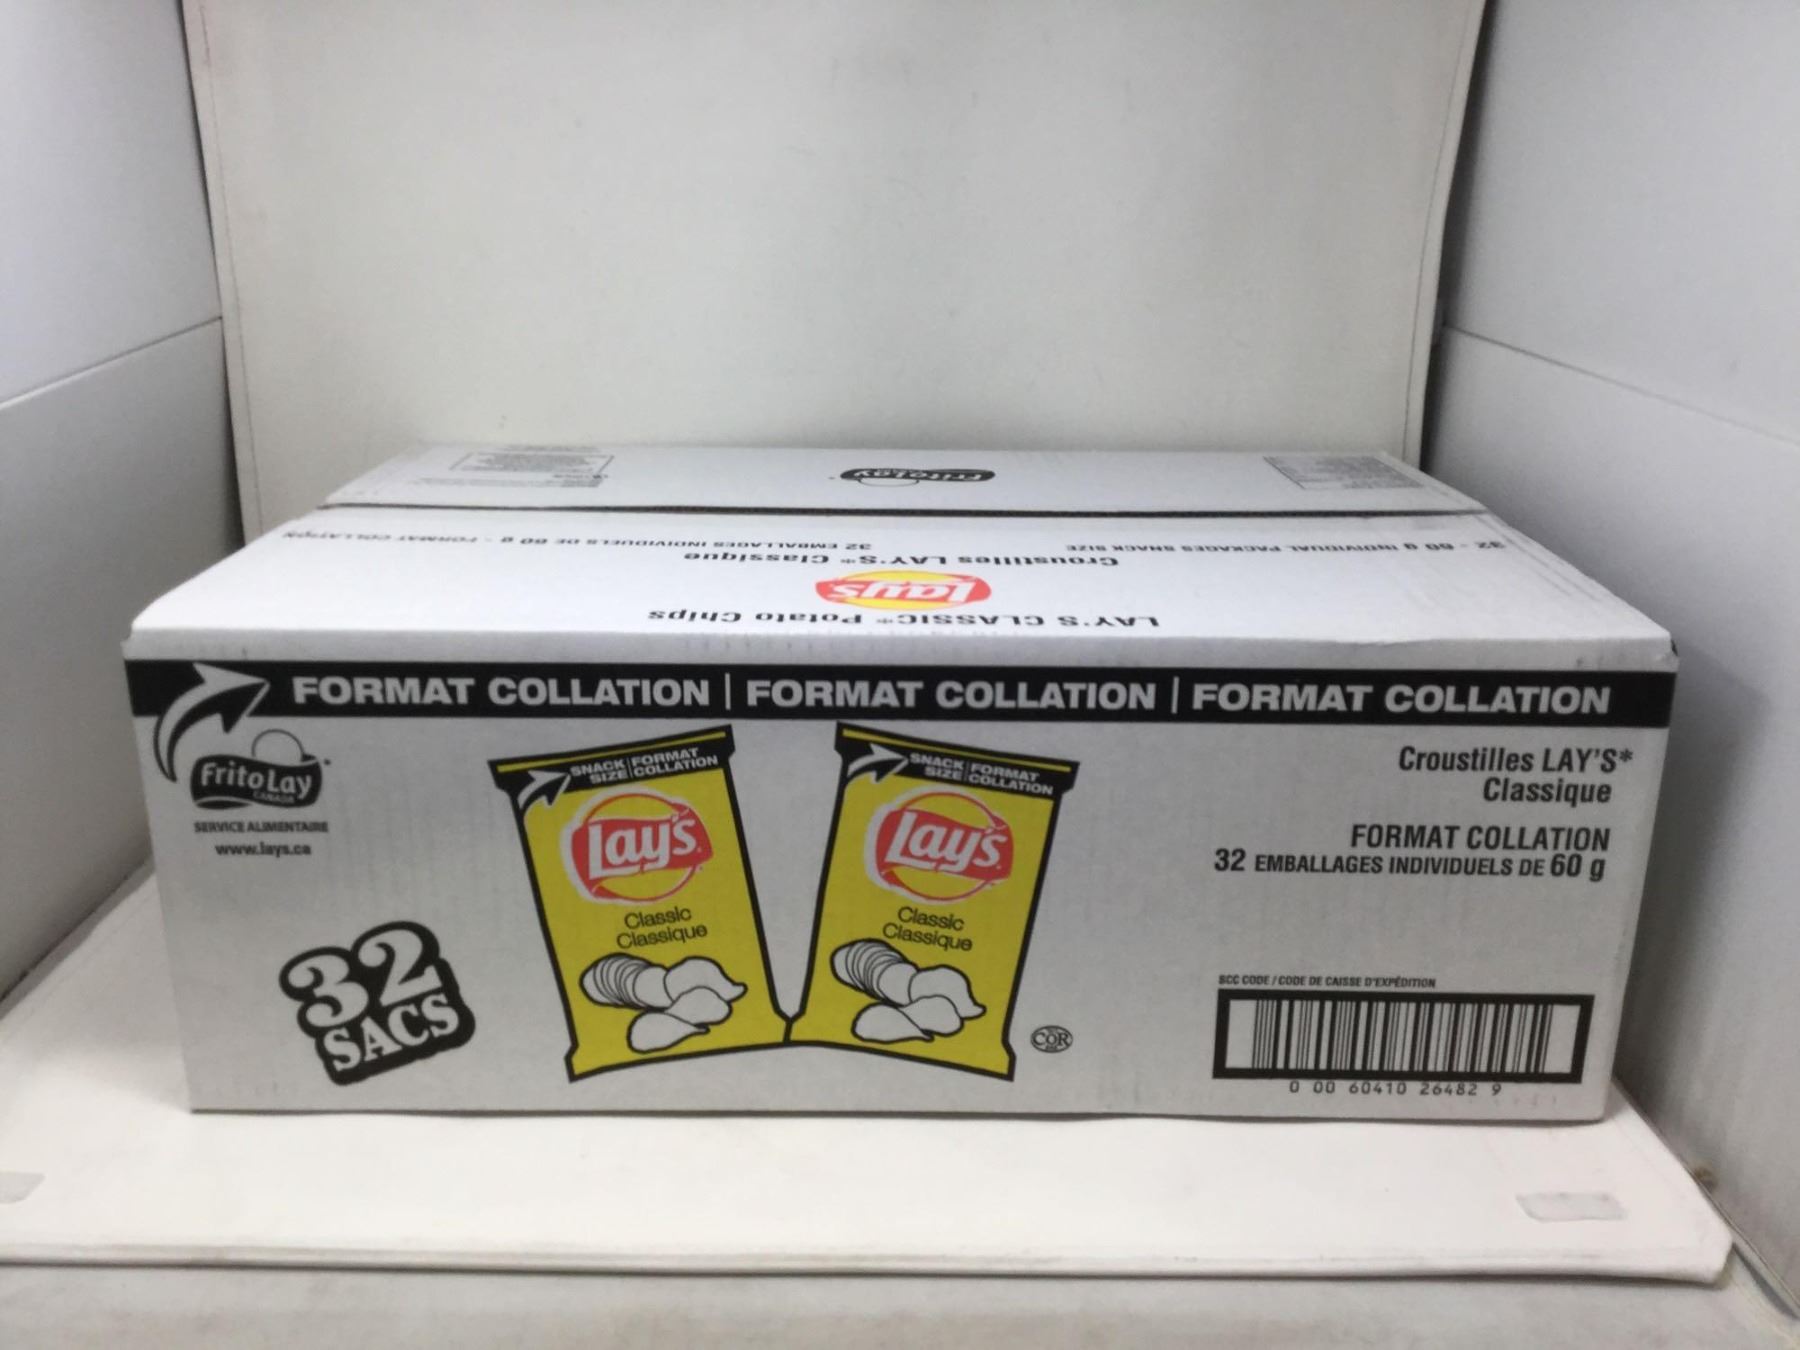 FritoLay
32 - 60 g INDIVIDUAL PACKAGES SNACK SIZE
32 EMBALLAGES INDIVIDUELS DE 60 g - FORMAT COLLATION
Croustilles LAY'S* Classique
Lay's
LAY'S CLASSIC* Potato Chips
FORMAT COLLATION | FORMAT COLLATION | FORMAT COLLATION
FritoLay
CANADA
SERVICE ALIMENTAIRE
www.lays.ca
32
SACS
SNACK SIZE | FORMAT COLLATION
Lay's
Classic
Classique
SNACK SIZE | FORMAT COLLATION
Lay's
Classic
Classique
COR
Croustilles LAY'S*
Classique
FORMAT COLLATION
32 EMBALLAGES INDIVIDUELS DE 60 g
SCC CODE / CODE DE CAISSE D'EXPÉDITION
0 00 60410 26482 9